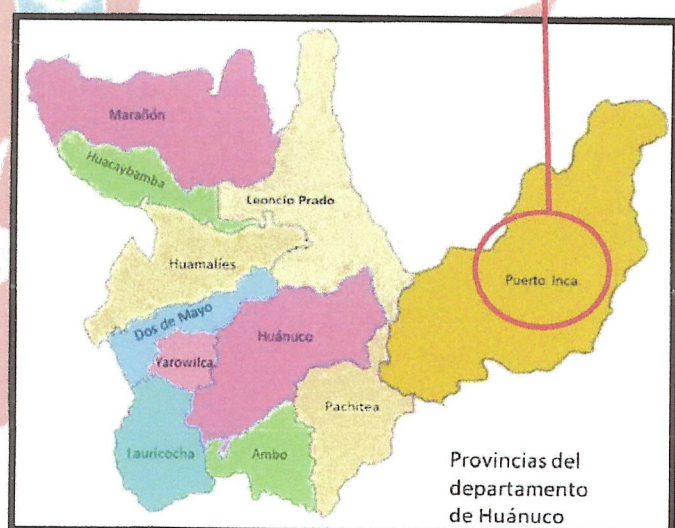 Marañón
Huacaybamba
Leoncio Prado
Huamalíes
Puerto Inca
Dos de Mayo
Huánuco
Yarowilca
Pachitea
Lauricocha
Ambo
Provincias del
departamento
de Huánuco